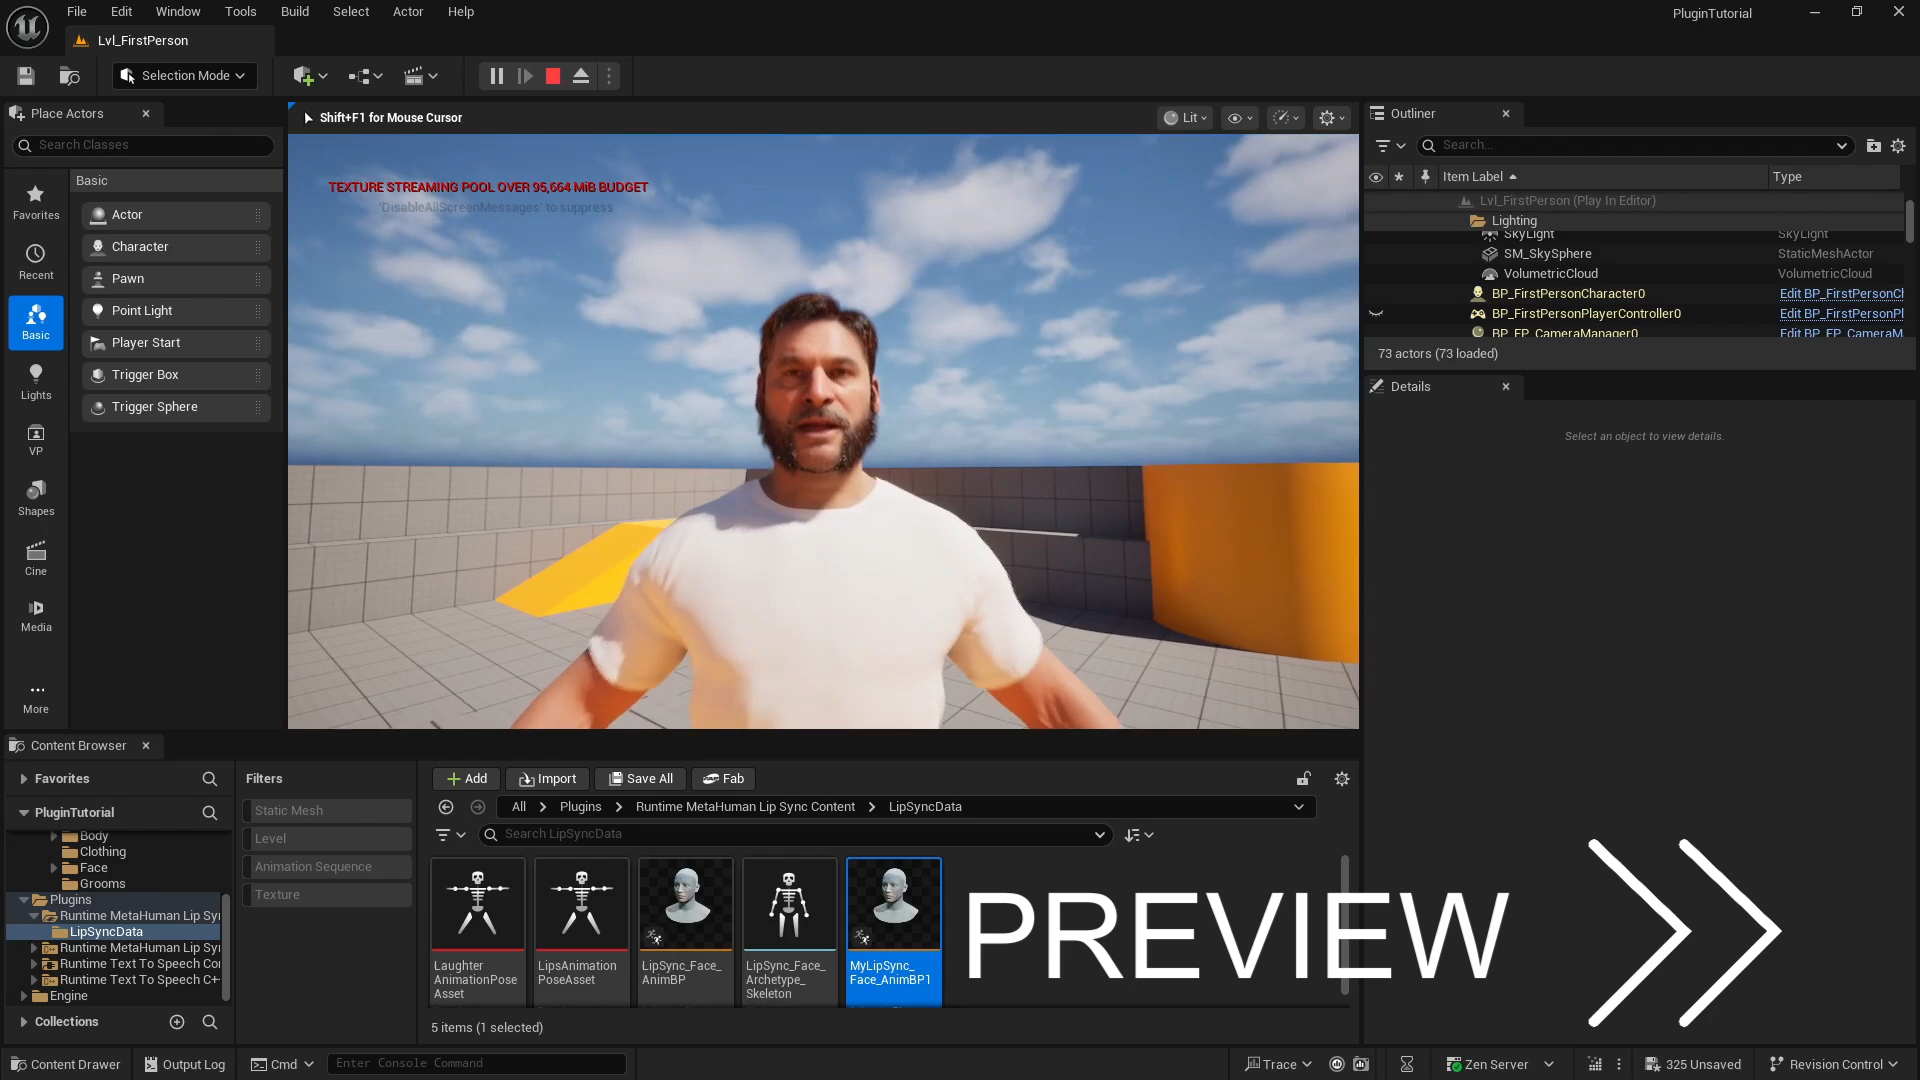 File Edit Window Tools Build Select Actor Help
PluginTutorial
Lvl_FirstPerson
Selection Mode
Place Actors
Search Classes
Basic
Favorites
Recent
Basic
Lights
VP
Shapes
Cine
Media
More
Actor
Character
Pawn
Point Light
Player Start
Trigger Box
Trigger Sphere
Shift+F1 for Mouse Cursor
Lit
TEXTURE STREAMING POOL OVER 95,664 MiB BUDGET
'DisableAllScreenMessages' to suppress
Outliner
Search...
Item Label Type
Lvl_FirstPerson (Play In Editor)
Lighting
SkyLight SkyLight
SM_SkySphere StaticMeshActor
VolumetricCloud VolumetricCloud
BP_FirstPersonCharacter0 Edit BP_FirstPersonCl
BP_FirstPersonPlayerController0 Edit BP_FirstPersonPl
BP_FP_CameraManager0 Edit BP_FP_CameraM
73 actors (73 loaded)
Details
Select an object to view details.
Content Browser
Favorites
PluginTutorial
Body
Clothing
Face
Grooms
Plugins
Runtime MetaHuman Lip Syn
LipSyncData
Runtime MetaHuman Lip Syn
Runtime Text To Speech Con
Runtime Text To Speech C++
Engine
Collections
Filters
Static Mesh
Level
Animation Sequence
Texture
Add Import Save All Fab
All Plugins Runtime MetaHuman Lip Sync Content LipSyncData
Search LipSyncData
Laughter
AnimationPose
Asset
LipsAnimation
PoseAsset
LipSync_Face_
AnimBP
LipSync_Face_
Archetype_
Skeleton
MyLipSync_
Face_AnimBP1
5 items (1 selected)
PREVIEW
Content Drawer Output Log Cmd Enter Console Command Trace Zen Server 325 Unsaved Revision Control